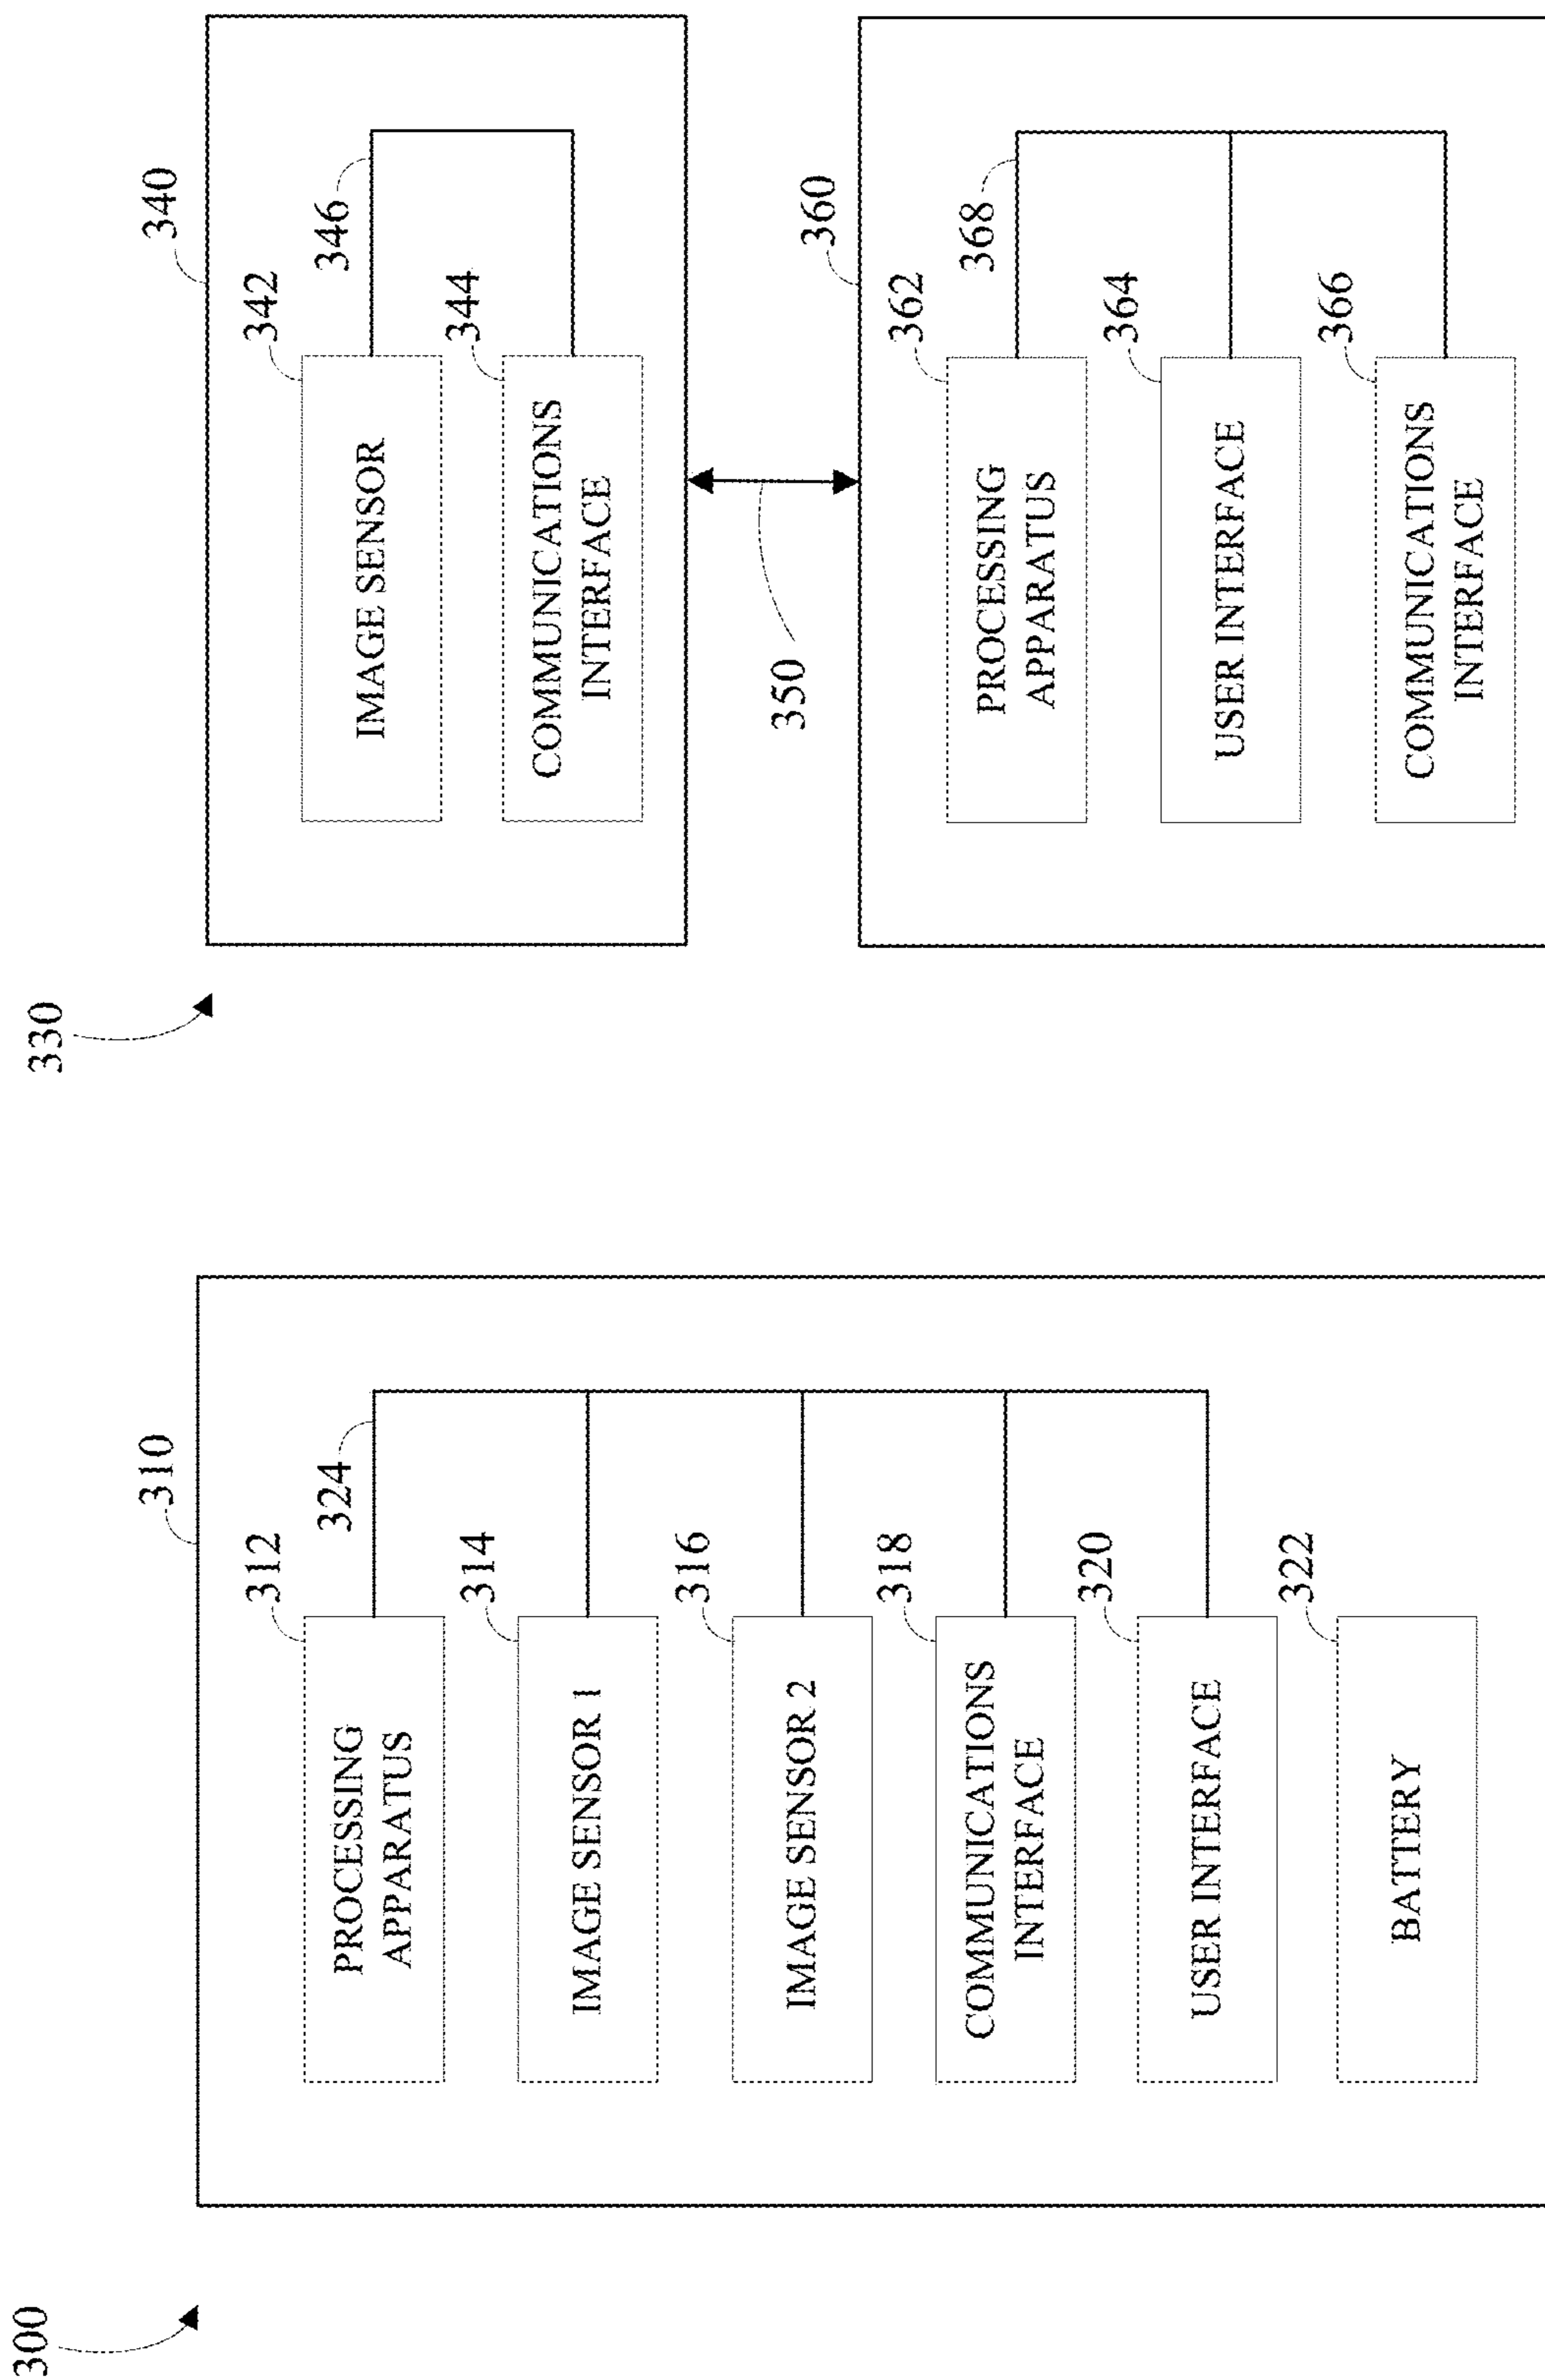 300
310
312
PROCESSING
APPARATUS
324
314
IMAGE SENSOR 1
316
IMAGE SENSOR 2
318
COMMUNICATIONS
INTERFACE
320
USER INTERFACE
322
BATTERY
330
340
342
IMAGE SENSOR
346
344
COMMUNICATIONS
INTERFACE
350
360
362
PROCESSING
APPARATUS
368
364
USER INTERFACE
366
COMMUNICATIONS
INTERFACE